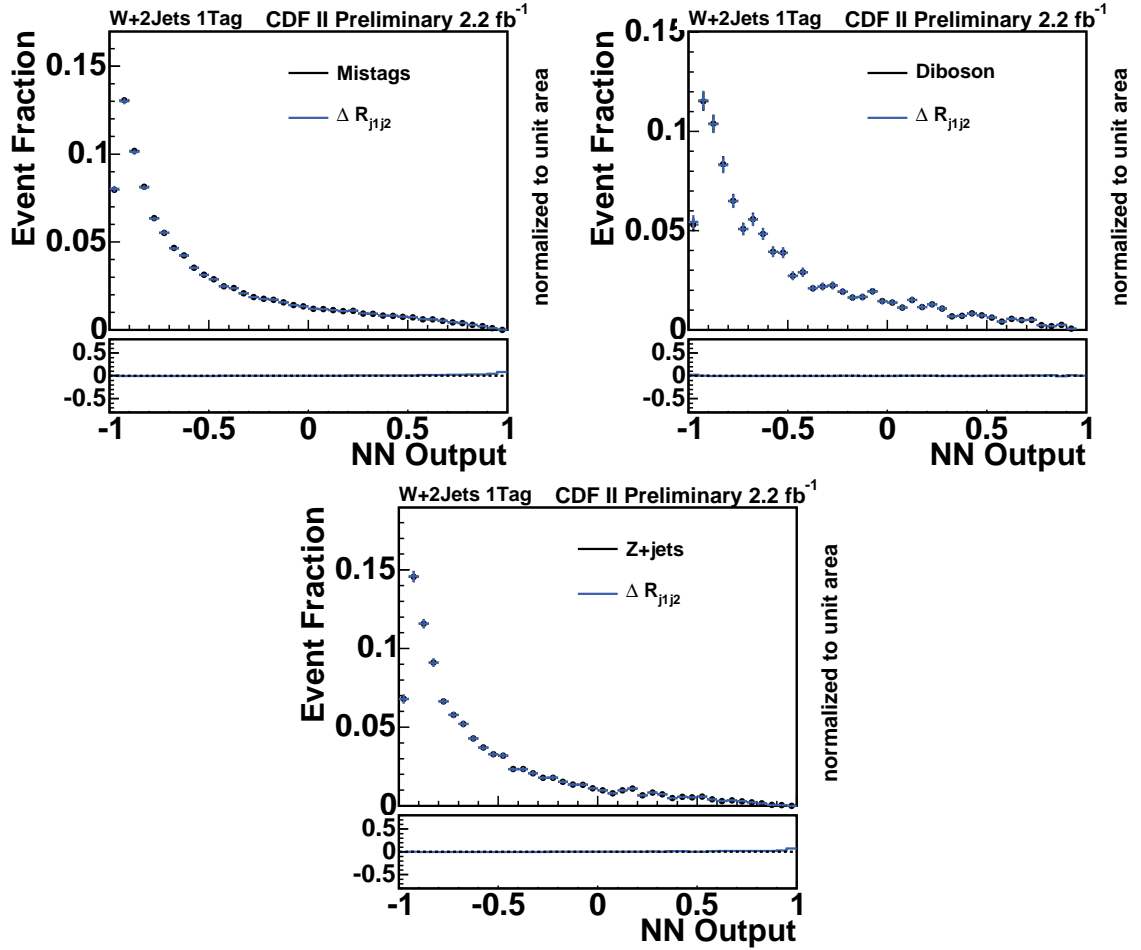 W+2Jets 1Tag CDF II Preliminary 2.2 fb-1
Event Fraction
0.15
0.1
0.05
0
Mistags
Δ Rj1j2
normalized to unit area
0.5
0
-0.5
-1 -0.5 0 0.5 1
NN Output
W+2Jets 1Tag CDF II Preliminary 2.2 fb-1
Event Fraction
0.15
0.1
0.05
0
Diboson
Δ Rj1j2
normalized to unit area
0.5
0
-0.5
-1 -0.5 0 0.5 1
NN Output
W+2Jets 1Tag CDF II Preliminary 2.2 fb-1
Event Fraction
0.15
0.1
0.05
0
Z+jets
Δ Rj1j2
normalized to unit area
0.5
0
-0.5
-1 -0.5 0 0.5 1
NN Output